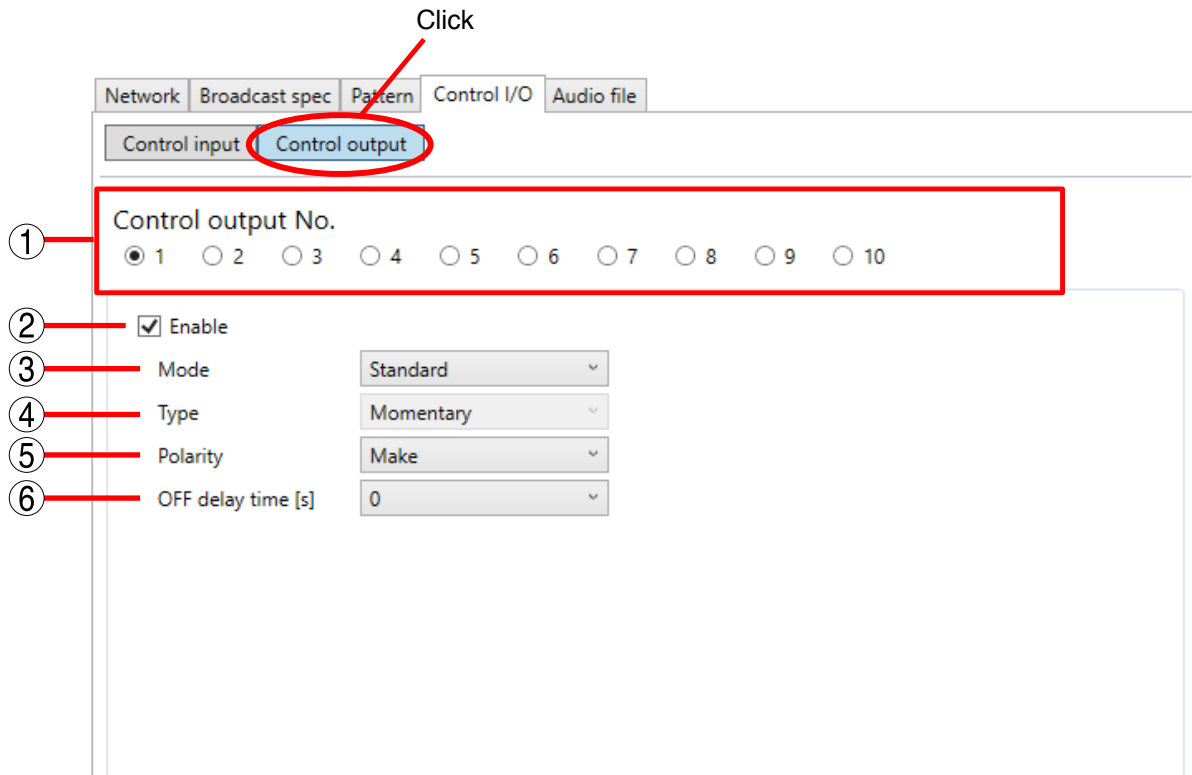 Click
Network Broadcast spec Pattern Control I/O Audio file
Control input Control output
① Control output No.
1 2 3 4 5 6 7 8 9 10
② Enable
③ Mode Standard
④ Type Momentary
⑤ Polarity Make
⑥ OFF delay time [s] 0